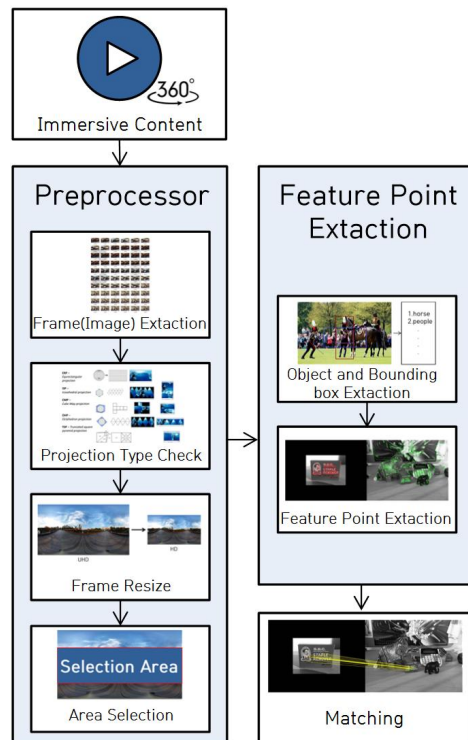 360°
Immersive Content
Preprocessor
Frame(Image) Extaction
Projection Type Check
UHD
HD
Frame Resize
Selection Area
Area Selection
Feature Point
Extaction
1.horse
2.people
Object and Bounding
box Extaction
Feature Point Extaction
Matching